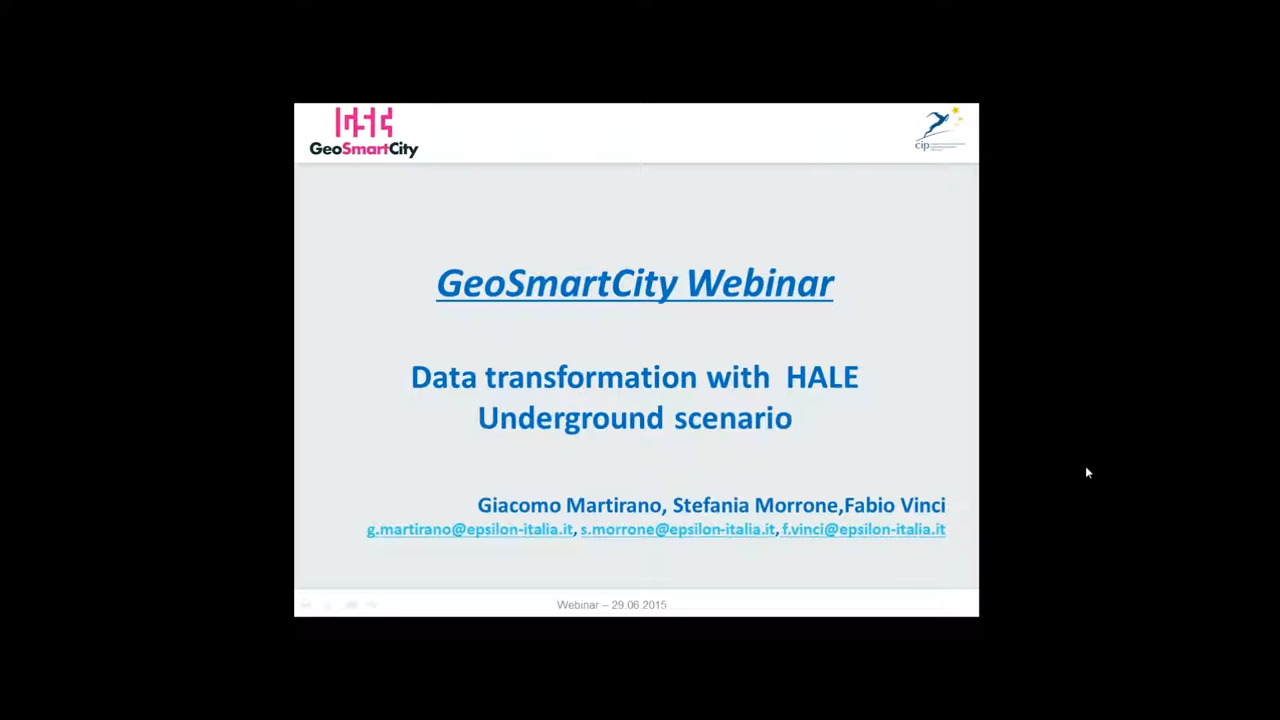 GeoSmartCity
cip
GeoSmartCity Webinar
Data transformation with HALE
Underground scenario
Giacomo Martirano, Stefania Morrone,Fabio Vinci
g.martirano@epsilon-italia.it, s.morrone@epsilon-italia.it, f.vinci@epsilon-italia.it
Webinar – 29.06.2015